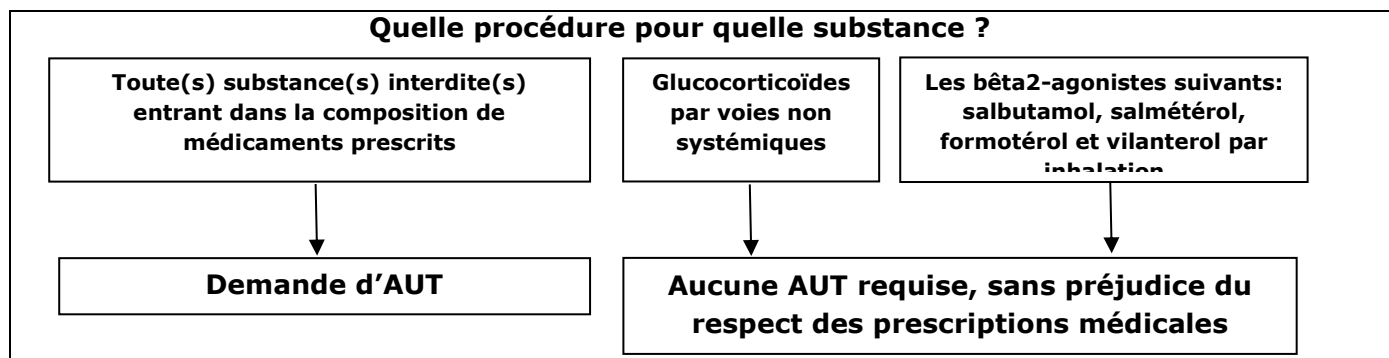 Quelle procédure pour quelle substance ?
Toute(s) substance(s) interdite(s)
entrant dans la composition de
médicaments prescrits
Glucocorticoïdes
par voies non
systémiques
Les bêta2-agonistes suivants:
salbutamol, salmétérol,
formotérol et vilanterol par
inhalation
Demande d’AUT
Aucune AUT requise, sans préjudice du
respect des prescriptions médicales